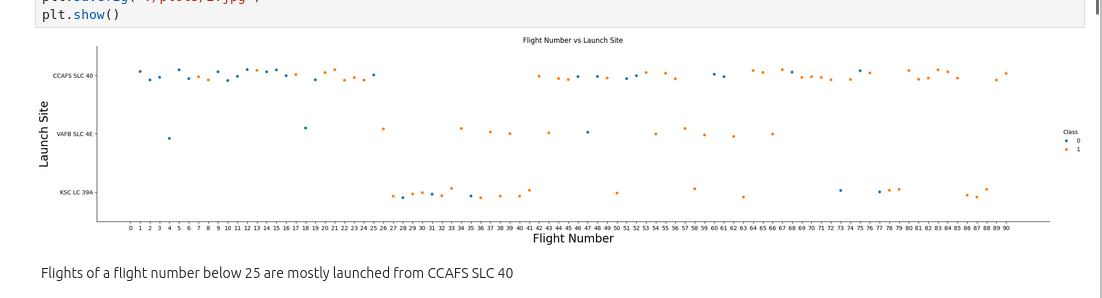 plt.show()
Flight Number vs Launch Site
CCAFS SLC 40
VAFB SLC 4E
KSC LC 39A
Launch Site
Class
0
1
0 1 2 3 4 5 6 7 8 9 10 11 12 13 14 15 16 17 18 19 20 21 22 23 24 25 26 27 28 29 30 31 32 33 34 35 36 37 38 39 40 41 42 43 44 45 46 47 48 49 50 51 52 53 54 55 56 57 58 59 60 61 62 63 64 65 66 67 68 69 70 71 72 73 74 75 76 77 78 79 80 81 82 83 84 85 86 87 88 89 90
Flight Number
Flights of a flight number below 25 are mostly launched from CCAFS SLC 40